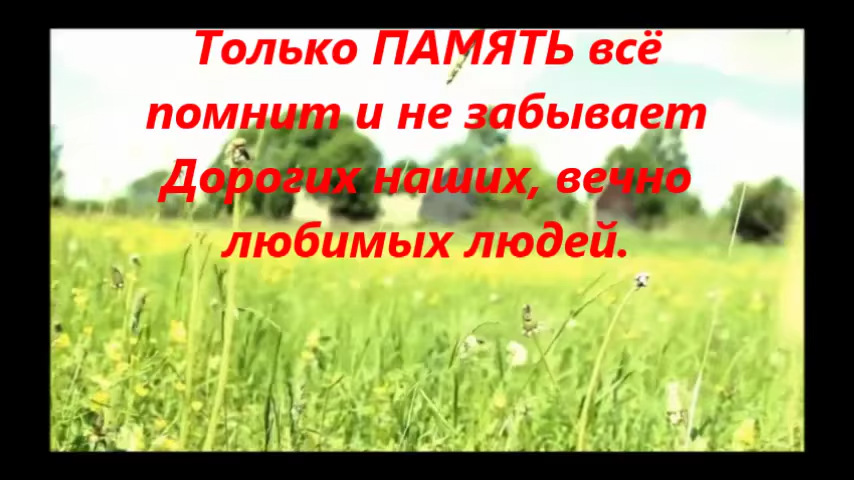 Только ПАМЯТЬ всё
помнит и не забывает
Дорогих наших, вечно
любимых людей.